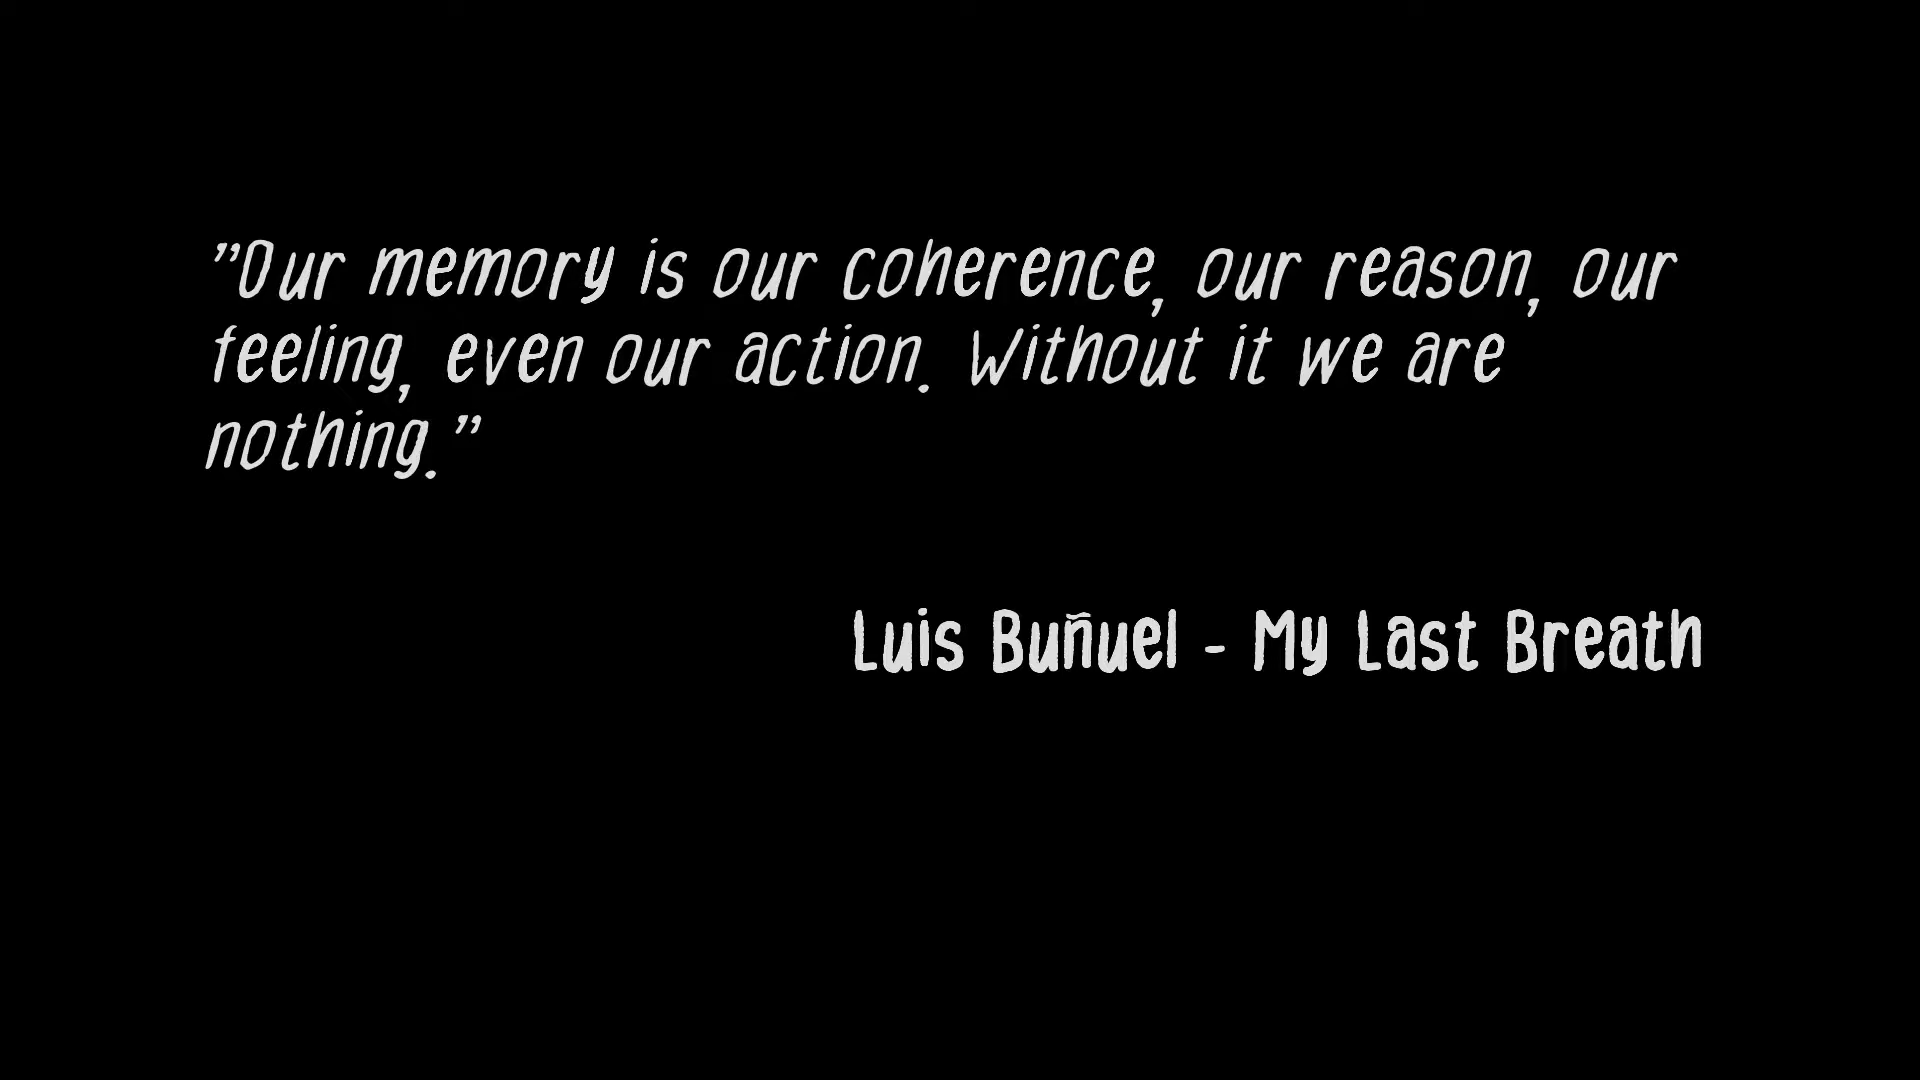 ”Our memory is our coherence, our reason, our
feeling, even our action. Without it we are
nothing.”
Luis Buñuel - My Last Breath